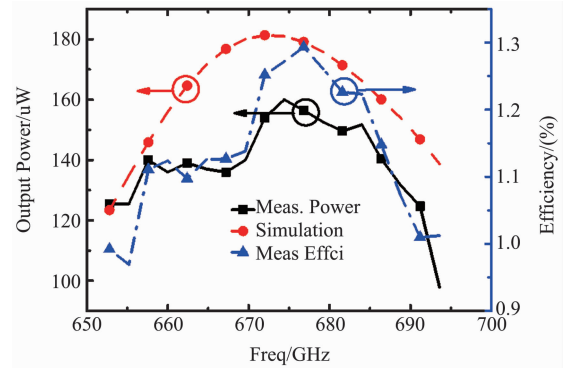 Output Power/uW
180
160
140
120
100
1.3
1.2
1.1
1.0
0.9
Efficiency/(%)
Meas. Power
Simulation
Meas Effci
650
660
670
680
690
700
Freq/GHz